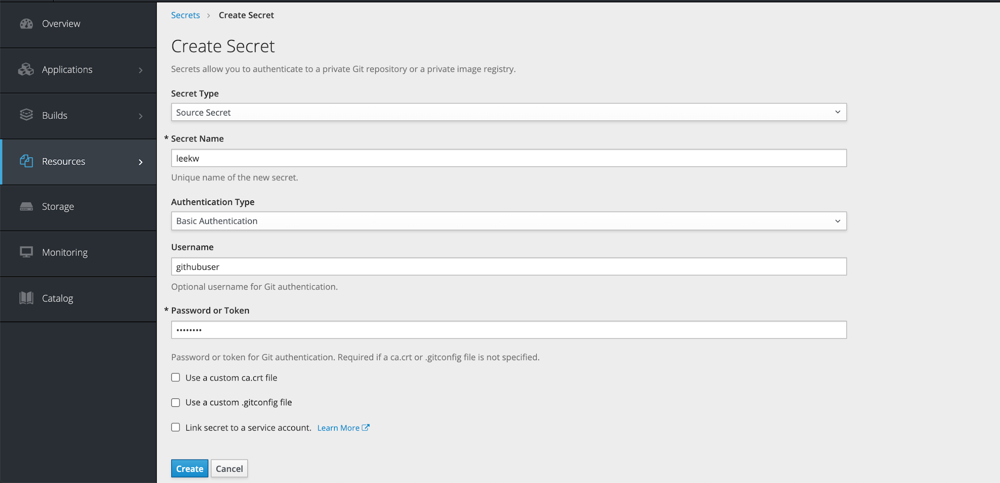 Overview
Applications
Builds
Resources
Storage
Monitoring
Catalog
Secrets > Create Secret
Create Secret
Secrets allow you to authenticate to a private Git repository or a private image registry.
Secret Type
Source Secret
* Secret Name
leekw
Unique name of the new secret.
Authentication Type
Basic Authentication
Username
githubuser
Optional username for Git authentication.
* Password or Token
••••••••
Password or token for Git authentication. Required if a ca.crt or .gitconfig file is not specified.
Use a custom ca.crt file
Use a custom .gitconfig file
Link secret to a service account. Learn More
Create Cancel